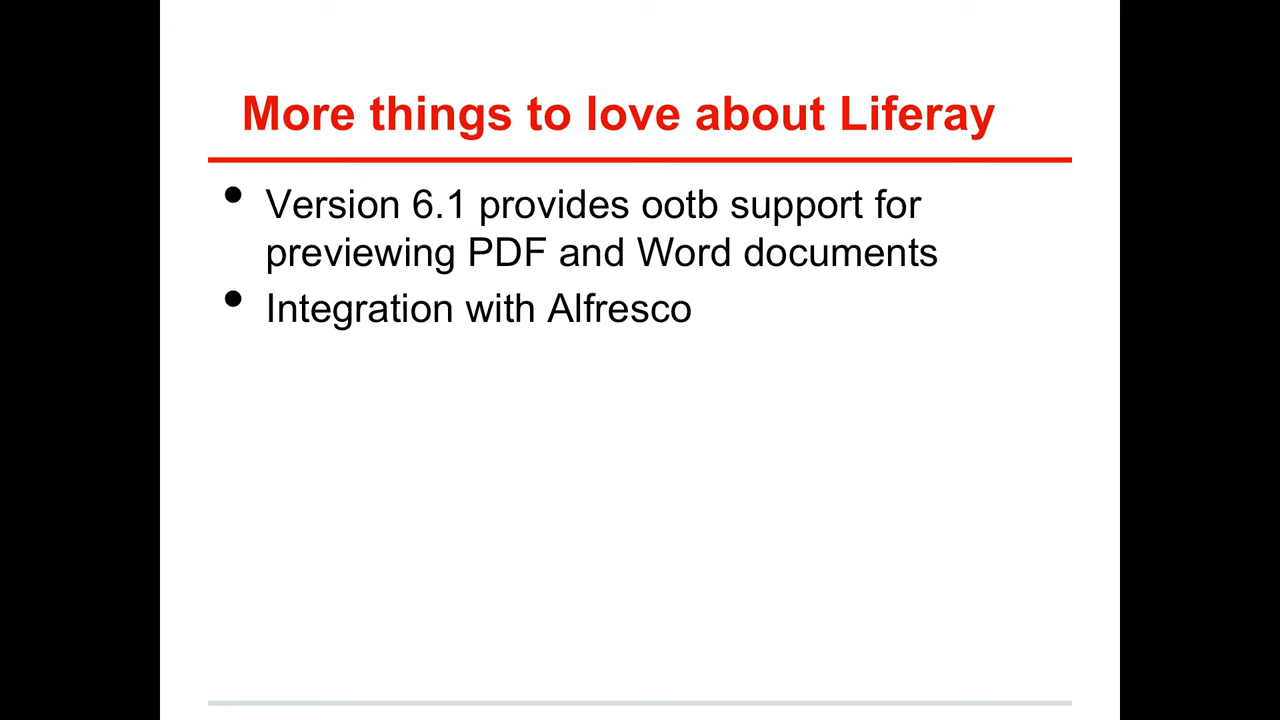 More things to love about Liferay
• Version 6.1 provides ootb support for
previewing PDF and Word documents
• Integration with Alfresco